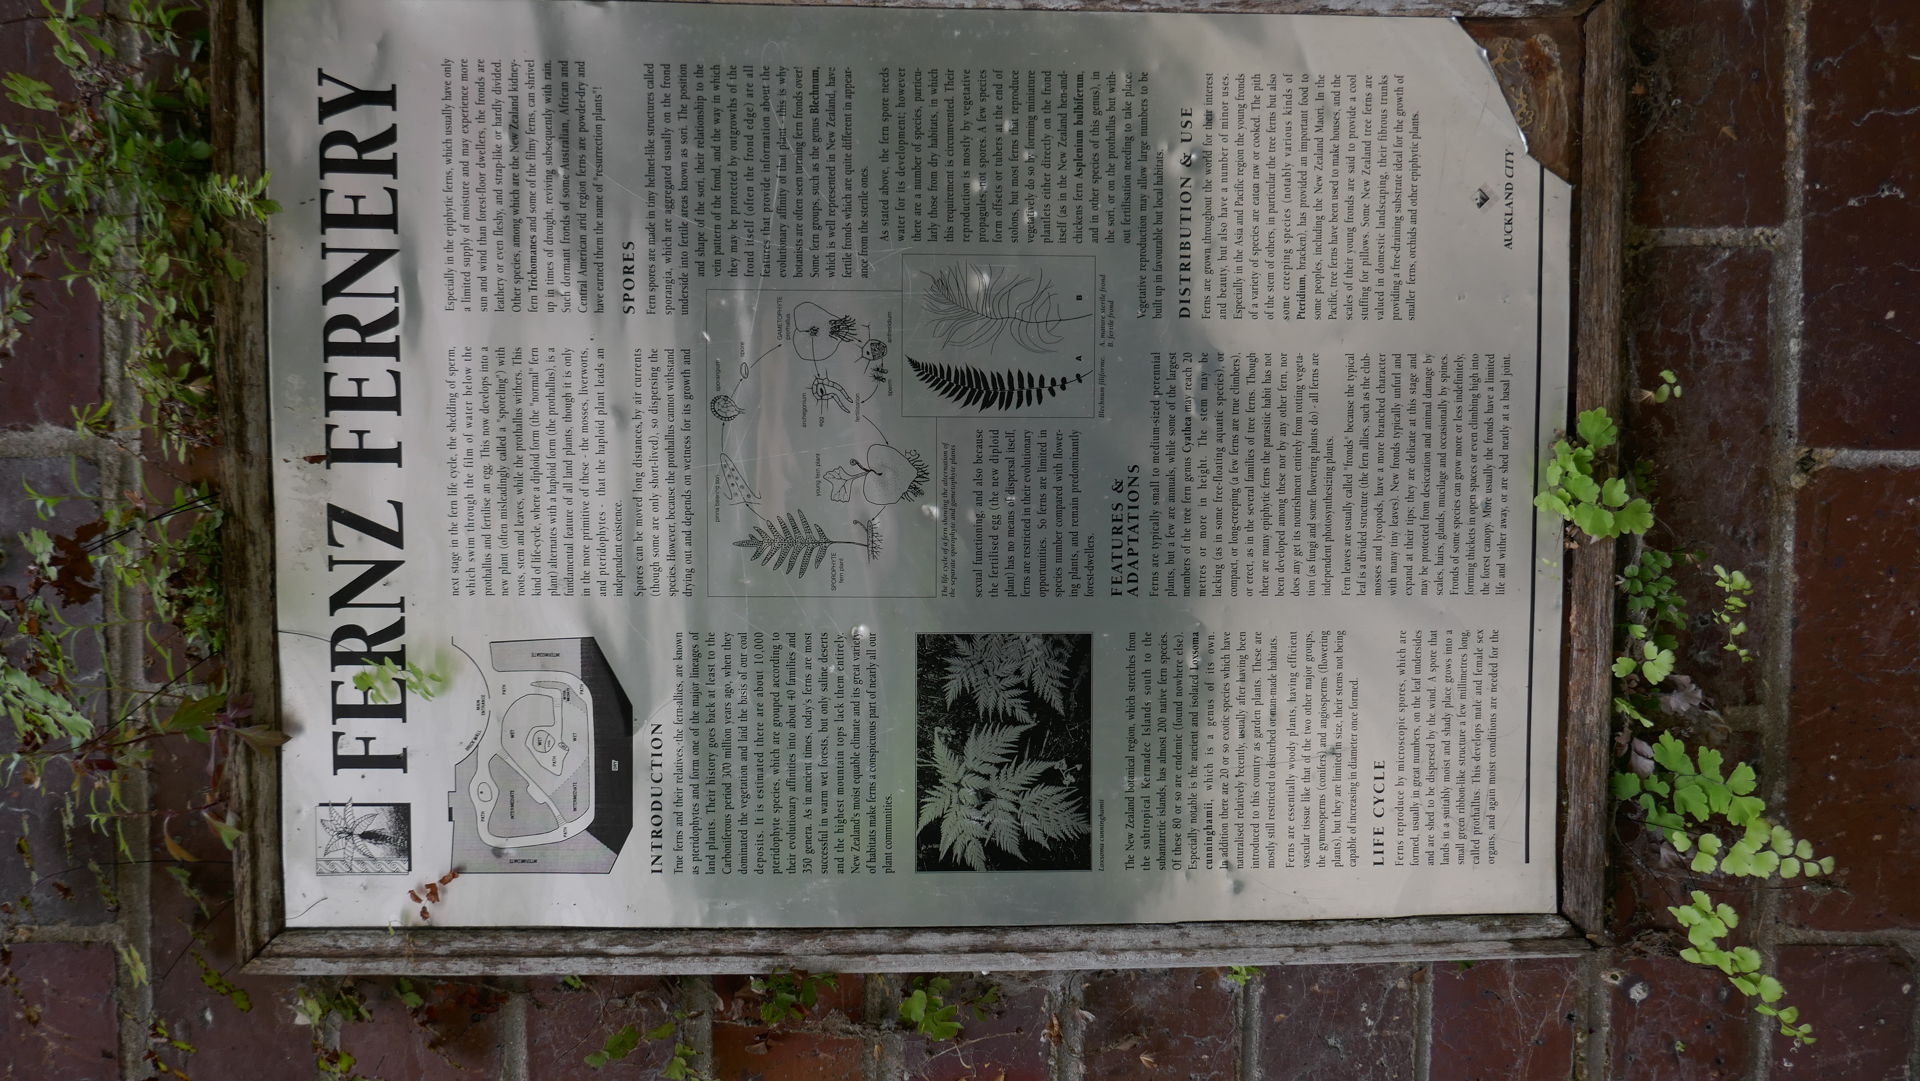 FERNZ FERNERY
MAIN
ENTRANCE
BRICK WALL
PATH
INTERMEDIATE
WET
PATH
INTERMEDIATE
PATH
WET
PATH
INTERMEDIATE
PATH
INTERMEDIATE
DRY
INTRODUCTION
True ferns and their relatives, the fern-allies, are known
as pteridophytes and form one of the major lineages of
land plants. Their history goes back at least to the
Carboniferous period 300 million years ago, when they
dominated the vegetation and laid the basis of our coal
deposits. It is estimated there are about 10,000
pteridophyte species, which are grouped according to
their evolutionary affinities into about 40 families and
350 genera. As in ancient times, today's ferns are most
successful in warm wet forests, but only saline deserts
and the highest mountain tops lack them entirely.
New Zealand's moist equable climate and its great variety
of habitats make ferns a conspicuous part of nearly all our
plant communities.
Loxsoma cunninghamii
The New Zealand botanical region, which stretches from
the subtropical Kermadec Islands south to the
subantarctic islands, has almost 200 native fern species.
Of these 80 or so are endemic (found nowhere else).
Especially notable is the ancient and isolated Loxsoma
cunninghamii, which is a genus of its own.
In addition there are 20 or so exotic species which have
naturalised relatively recently, usually after having been
introduced to this country as garden plants. These are
mostly still restricted to disturbed or man-made habitats.
Ferns are essentially woody plants, having efficient
vascular tissue like that of the two other major groups,
the gymnosperms (conifers) and angiosperms (flowering
plants), but they are limited in size, their stems not being
capable of increasing in diameter once formed.
LIFE CYCLE
Ferns reproduce by microscopic spores, which are
formed, usually in great numbers, on the leaf undersides
and are shed to be dispersed by the wind. A spore that
lands in a suitably moist and shady place grows into a
small green ribbon-like structure a few millimetres long,
called prothallus. This develops male and female sex
organs, and again moist conditions are needed for the
next stage in the fern life cycle, the shedding of sperm,
which swim through the film of water below the
prothallus and fertilise an egg. This now develops into a
new plant (often misleadingly called a "sporeling") with
roots, stem and leaves, while the prothallus withers. This
kind of life-cycle, where a diploid form (the "normal" fern
plant) alternates with a haploid form (the prothallus), is a
fundamental feature of all land plants, though it is only
in the more primitive of these - the mosses, liverworts,
and pteridophytes - that the haploid plant leads an
independent existence.
Spores can be moved long distances, by air currents
(though some are only short-lived), so dispersing the
species. However, because the prothallus cannot withstand
drying out and depends on wetness for its growth and
pinna bearing sori
sporangium
spore
GAMETOPHYTE
prothallus
archegonium
egg
antheridium
sperm
fertilisation
young fern plant
SPOROPHYTE
fern plant
The life cycle of a fern showing the alternation of
the separate sporophyte and gametophyte plants
sexual functioning, and also because
the fertilised egg (the new diploid
plant) has no means of dispersal itself,
ferns are restricted in their evolutionary
opportunities. So ferns are limited in
species number compared with flower-
ing plants, and remain predominantly
forest-dwellers.
FEATURES &
ADAPTATIONS
Ferns are typically small to medium-sized perennial
plants, but a few are annuals, while some of the largest
members of the tree fern genus Cyathea may reach 20
metres or more in height. The stem may be
lacking (as in some free-floating aquatic species), or
compact, or long-creeping (a few ferns are true climbers),
or erect, as in the several families of tree ferns. Though
there are many epiphytic ferns the parasitic habit has not
been developed among these nor by any other fern, nor
does any get its nourishment entirely from rotting vegeta-
tion (as fungi and some flowering plants do) - all ferns are
independent photosynthesizing plants.
Fern leaves are usually called "fronds" because the typical
leaf is a divided structure (the fern allies, such as the club-
mosses and lycopods, have a more branched character
with many tiny leaves). New fronds typically unfurl and
expand at their tips; they are delicate at this stage and
may be protected from desiccation and animal damage by
scales, hairs, glands, mucilage and occasionally by spines.
Fronds of some species can grow more or less indefinitely,
forming thickets in open spaces or even climbing high into
the forest canopy. More usually the fronds have a limited
life and wither away, or are shed neatly at a basal joint.
Especially in the epiphytic ferns, which usually have only
a limited supply of moisture and may experience more
sun and wind than forest-floor dwellers, the fronds are
leathery or even fleshy, and strap-like or hardly divided.
Other species, among which are the New Zealand kidney-
fern Trichomanes and some of the filmy ferns, can shrivel
up in times of drought, reviving subsequently with rain.
Such dormant fronds of some Australian, African and
Central American arid region ferns are powder-dry and
have earned them the name of "resurrection plants"!
SPORES
Fern spores are made in tiny helmet-like structures called
sporangia, which are aggregated usually on the frond
underside into fertile areas known as sori. The position
and shape of the sori, their relationship to the
vein pattern of the frond, and the way in which
they may be protected by outgrowths of the
frond itself (often the frond edge) are all
features that provide information about the
evolutionary affinity of that plant - this is why
botanists are often seen turning fern fronds over!
Some fern groups, such as the genus Blechnum,
which is well represented in New Zealand, have
fertile fronds which are quite different in appear-
ance from the sterile ones.
As stated above, the fern spore needs
water for its development; however
there are a number of species, particu-
larly those from dry habitats, in which
this requirement is circumvented. Their
reproduction is mostly by vegetative
propagules, not spores. A few species
form offsets or tubers at the end of
stolons, but most ferns that reproduce
vegetatively do so by forming miniature
plantlets either directly on the frond
itself (as in the New Zealand hen-and-
chickens fern Asplenium bulbiferum,
and in other species of this genus), in
the sori, or on the prothallus but with-
out fertilisation needing to take place.
A
B
Blechnum filiforme. A. mature sterile frond
B. fertile frond
Vegetative reproduction may allow large numbers to be
built up in favourable but local habitats.
DISTRIBUTION & USE
Ferns are grown throughout the world for their interest
and beauty, but also have a number of minor uses.
Especially in the Asia and Pacific region the young fronds
of a variety of species are eaten raw or cooked. The pith
of the stem of others, in particular the tree ferns but also
some creeping species (notably various kinds of
Pteridium, bracken), has provided an important food to
some peoples, including the New Zealand Maori. In the
Pacific, tree ferns have been used to make houses, and the
scales of their young fronds are said to provide a cool
stuffing for pillows. Some New Zealand tree ferns are
valued in domestic landscaping, their fibrous trunks
providing a free-draining substrate ideal for the growth of
smaller ferns, orchids and other epiphytic plants.
AUCKLAND CITY